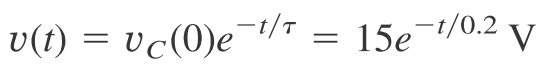 v(t) = v_C(0)e^{−t/τ} = 15e^{−t/0.2} V